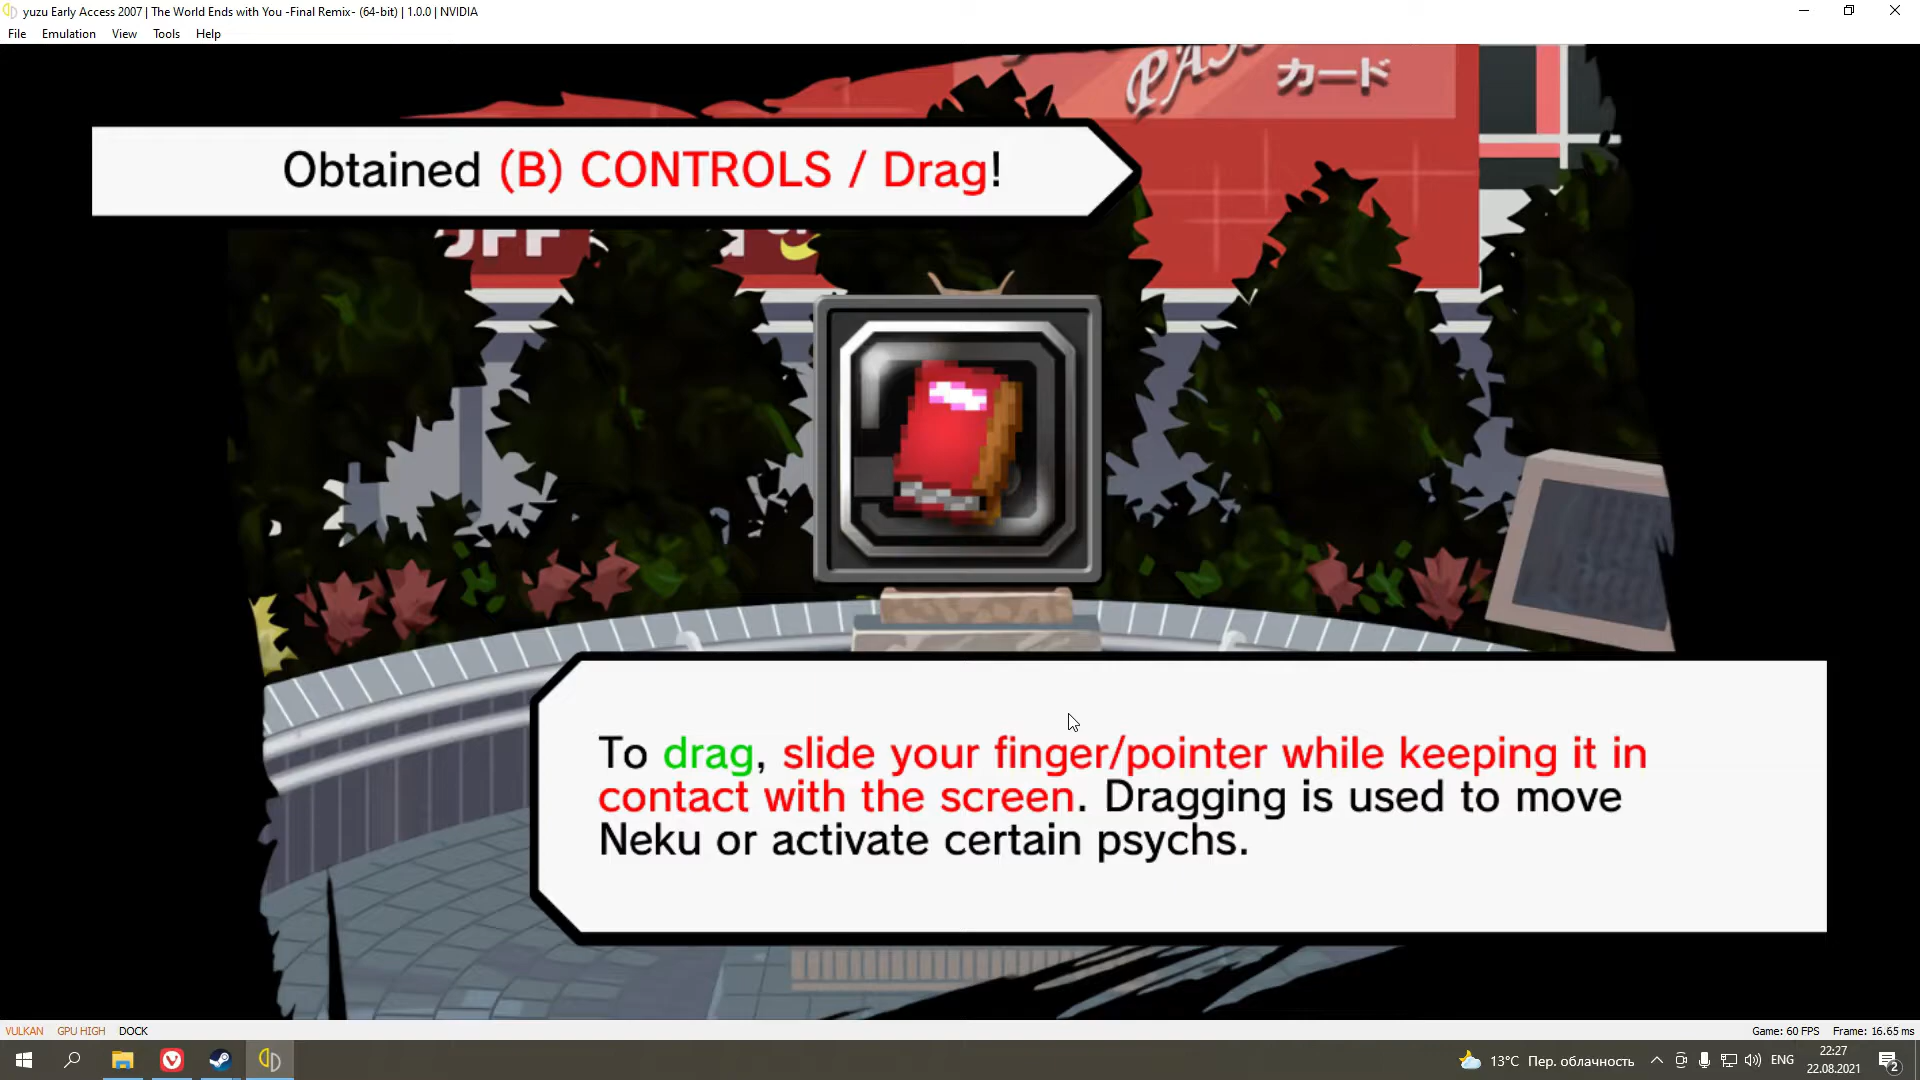 yuzu Early Access 2007 | The World Ends with You -Final Remix- (64-bit) | 1.0.0 | NVIDIA
File Emulation View Tools Help
PASS
カード
Obtained (B) CONTROLS / Drag!
OFF
To drag, slide your finger/pointer while keeping it in
contact with the screen. Dragging is used to move
Neku or activate certain psychs.
VULKAN GPU HIGH DOCK
Game: 60 FPS Frame: 16.65 ms
13°C Пер. облачность
ENG
22:27
22.08.2021
2